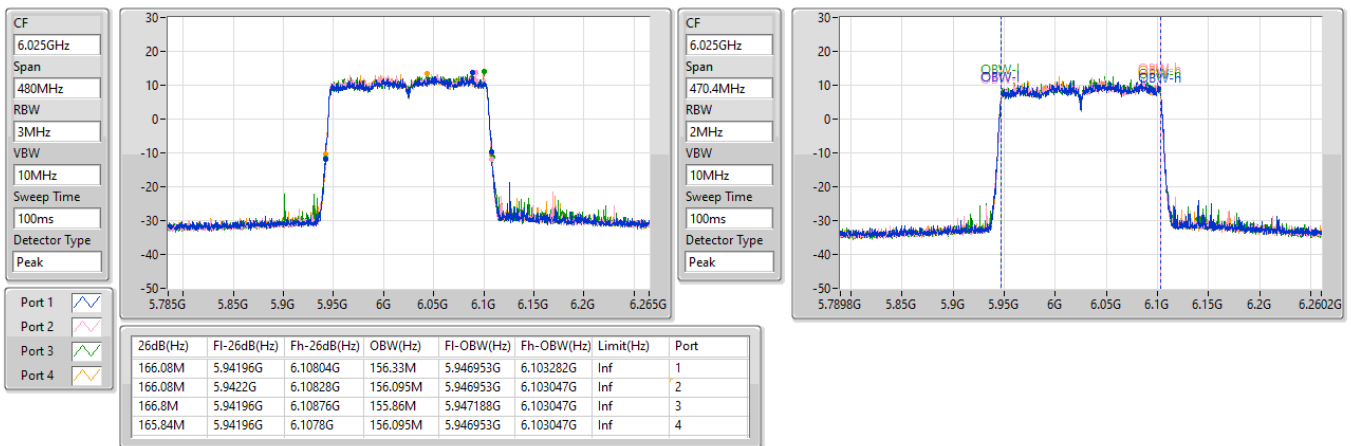 CF
6.025GHz
Span
480MHz
RBW
3MHz
VBW
10MHz
Sweep Time
100ms
Detector Type
Peak
30
20
10
0
-10
-20
-30
-40
-50
5.785G 5.85G 5.9G 5.95G 6G 6.05G 6.1G 6.15G 6.2G 6.265G
CF
6.025GHz
Span
470.4MHz
RBW
2MHz
VBW
10MHz
Sweep Time
100ms
Detector Type
Peak
30
20
10
0
-10
-20
-30
-40
-50
OBW-l OBW-h
5.7898G 5.85G 5.9G 5.95G 6G 6.05G 6.1G 6.15G 6.2G 6.2602G
Port 1
Port 2
Port 3
Port 4
26dB(Hz) Fl-26dB(Hz) Fh-26dB(Hz) OBW(Hz) Fl-OBW(Hz) Fh-OBW(Hz) Limit(Hz) Port
166.08M 5.94196G 6.10804G 156.33M 5.946953G 6.103282G Inf 1
166.08M 5.9422G 6.10828G 156.095M 5.946953G 6.103047G Inf 2
166.8M 5.94196G 6.10876G 155.86M 5.947188G 6.103047G Inf 3
165.84M 5.94196G 6.1078G 156.095M 5.946953G 6.103047G Inf 4